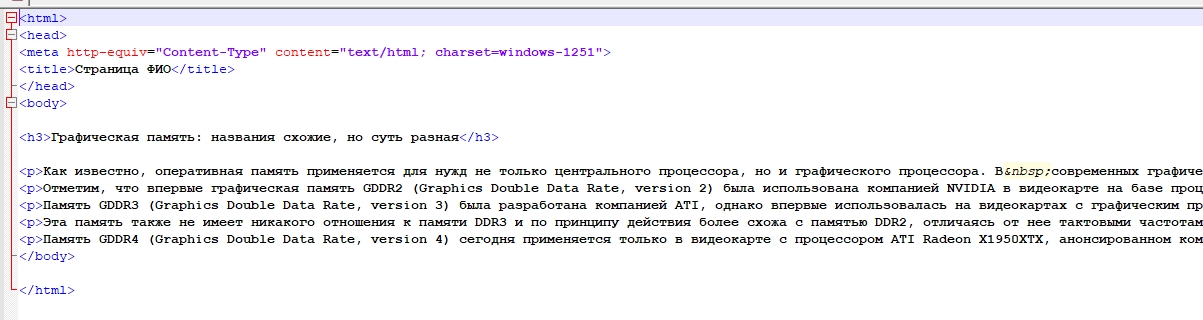 <html>
<head>
<meta http-equiv="Content-Type" content="text/html; charset=windows-1251">
<title>Страница ФИО</title>
</head>
<body>
<h3>Графическая память: названия схожие, но суть разная</h3>
<p>Как известно, оперативная память применяется для нужд не только центрального процессора, но и графического процессора. В&nbsp;современных графиче
<p>Отметим, что впервые графическая память GDDR2 (Graphics Double Data Rate, version 2) была использована компанией NVIDIA в видеокарте на базе проц
<p>Память GDDR3 (Graphics Double Data Rate, version 3) была разработана компанией ATI, однако впервые использовалась на видеокартах с графическим пр
<p>Эта память также не имеет никакого отношения к памяти DDR3 и по принципу действия более схожа с памятью DDR2, отличаясь от нее тактовыми частотам
<p>Память GDDR4 (Graphics Double Data Rate, version 4) сегодня применяется только в видеокарте с процессором ATI Radeon X1950XTX, анонсированном ком
</body>
</html>